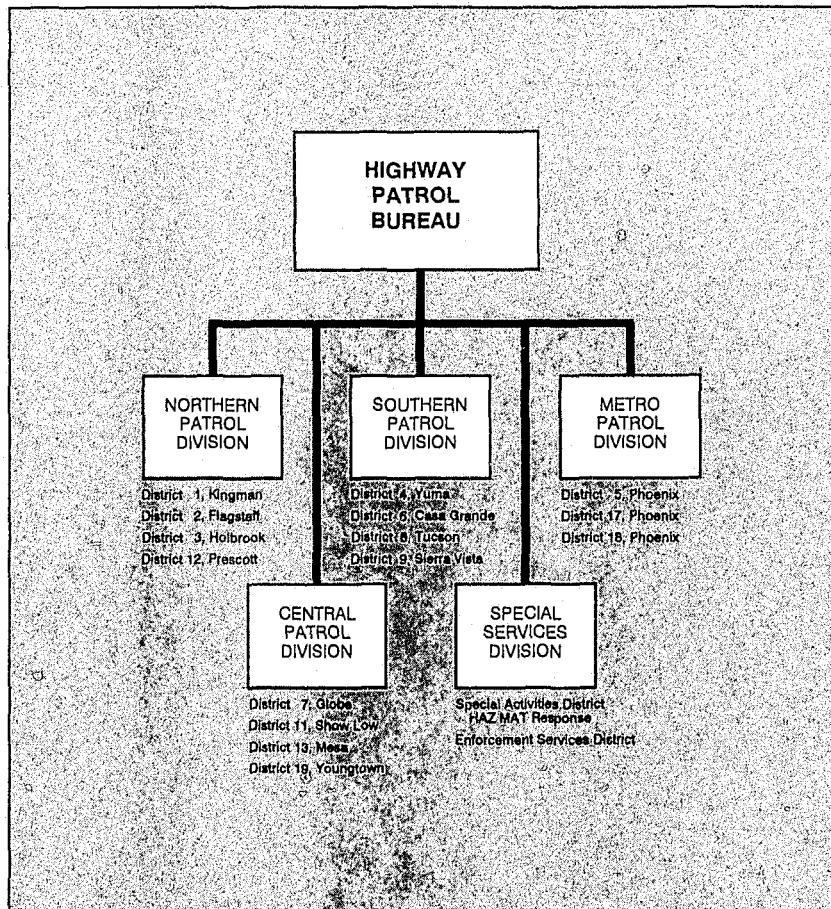 HIGHWAY
PATROL
BUREAU
NORTHERN
PATROL
DIVISION
District 1, Kingman
District 2, Flagstaff
District 3, Holbrook
District 12, Prescott
SOUTHERN
PATROL
DIVISION
District 4, Yuma
District 6, Casa Grande
District 8, Tucson
District 9, Sierra Vista
METRO
PATROL
DIVISION
District 5, Phoenix
District 17, Phoenix
District 18, Phoenix
CENTRAL
PATROL
DIVISION
District 7, Globe
District 11, Show Low
District 13, Mesa
District 19, Youngtown
SPECIAL
SERVICES
DIVISION
Special Activities District
HAZ MAT Response
Enforcement Services District